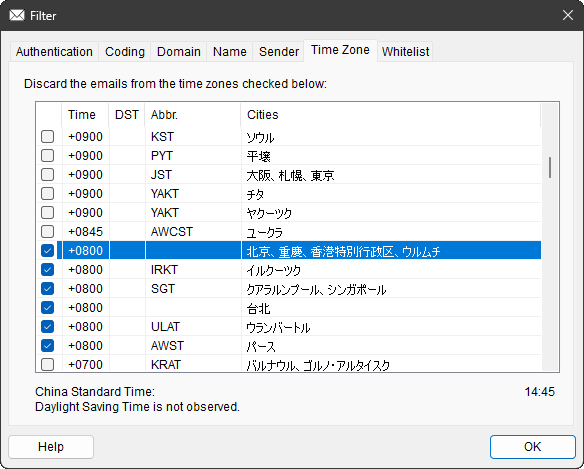 Filter
Authentication Coding Domain Name Sender Time Zone Whitelist
Discard the emails from the time zones checked below:
Time DST Abbr. Cities
+0900 KST ソウル
+0900 PYT 平壌
+0900 JST 大阪、札幌、東京
+0900 YAKT チタ
+0900 YAKT ヤクーツク
+0845 AWCST ユークラ
+0800 北京、重慶、香港特別行政区、ウルムチ
+0800 IRKT イルクーツク
+0800 SGT クアラルンプール、シンガポール
+0800 台北
+0800 ULAT ウランバートル
+0800 AWST パース
+0700 KRAT バルナウル、ゴルノ・アルタイスク
China Standard Time: 14:45
Daylight Saving Time is not observed.
Help OK